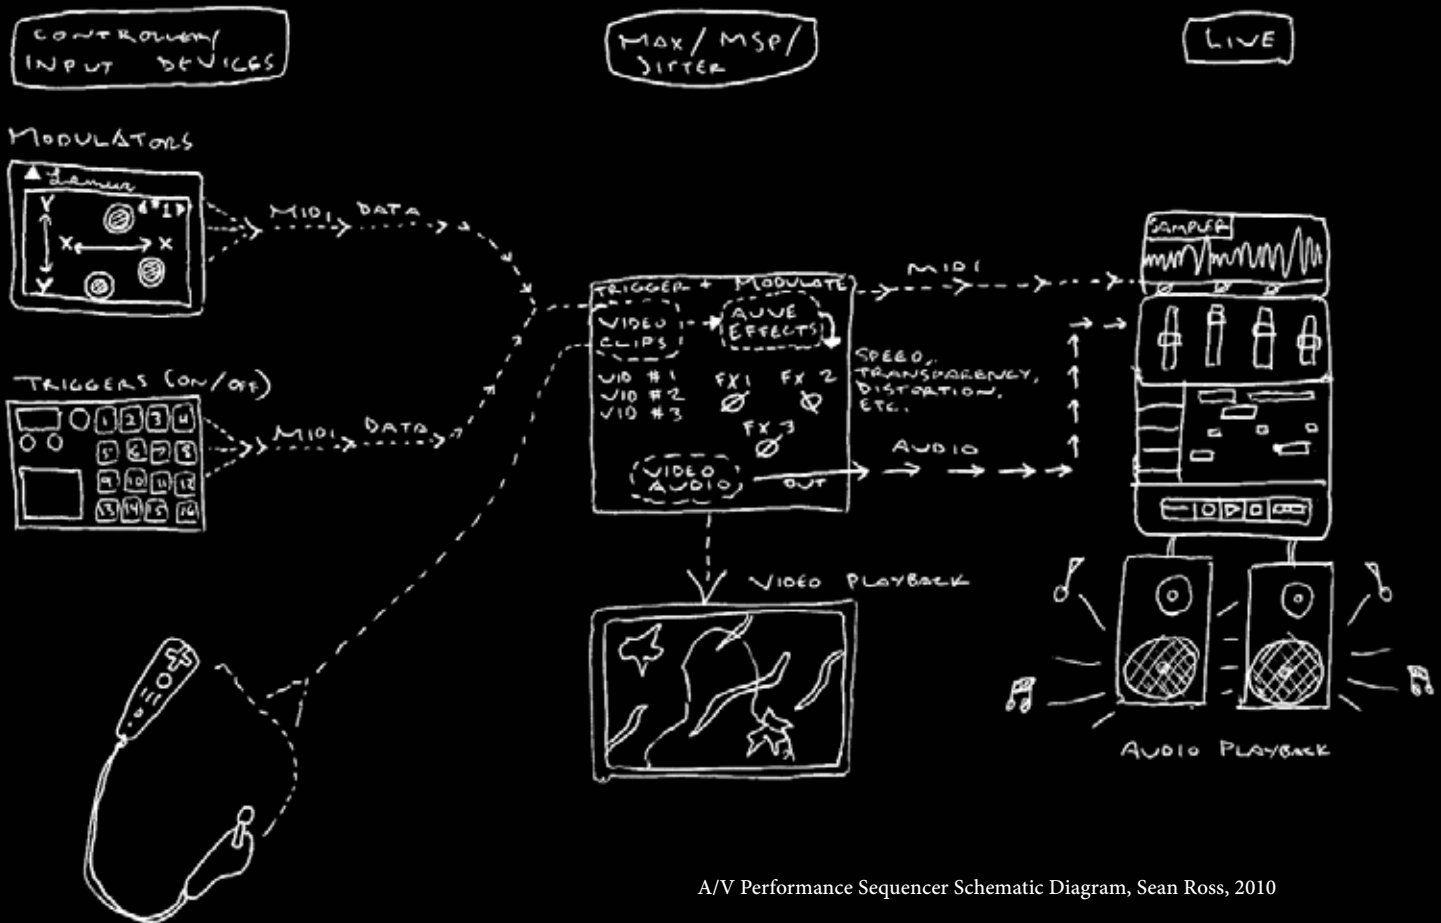 CONTROLLER/
INPUT DEVICES
MAX/MSP/
JITTER
LIVE
MODULATORS
Lemur
Y
X X
Y
MIDI DATA
TRIGGERS (ON/OFF)
1 2 3 4
5 6 7 8
9 10 11 12
13 14 15 16
MIDI DATA
TRIGGER + MODULATE
VIDEO
CLIPS
EFFECTS
VID #1
VID #2
VID #3
FX1 FX 2
FX 3
VIDEO
AUDIO
OUT
MIDI
SPEED,
TRANSPARENCY,
DISTORTION,
ETC.
AUDIO
SAMPLER
VIDEO PLAYBACK
AUDIO PLAYBACK
A/V Performance Sequencer Schematic Diagram, Sean Ross, 2010